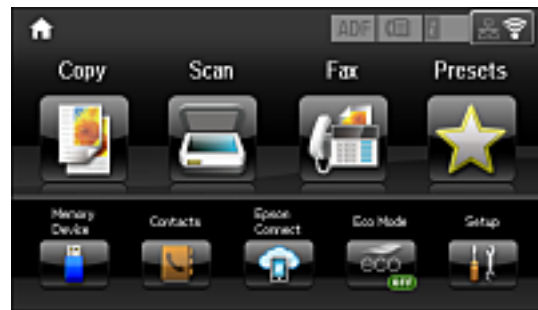 ADF
Copy Scan Fax Presets
Memory Device
Contacts
Epson Connect
Eco Mode
Setup
eco
OFF